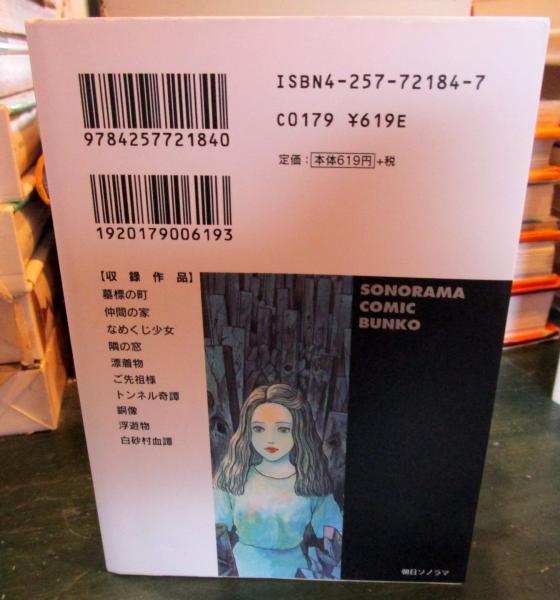 ISBN4-257-72184-7
C0179 ¥619E
定価：本体619円+税
9784257721840
1920179006193
【収録作品】
墓標の町
仲間の家
なめくじ少女
隣の窓
漂着物
ご先祖様
トンネル奇譚
銅像
浮遊物
白砂村血譚
SONORAMA
COMIC
BUNKO
朝日ソノラマ